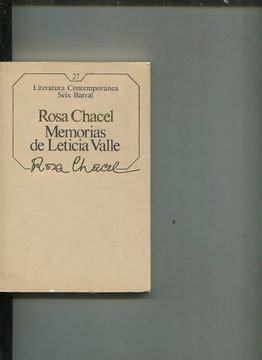 27
Literatura Contemporánea
Seix Barral
Rosa Chacel
Memorias
de Leticia Valle
Rosa Chacel